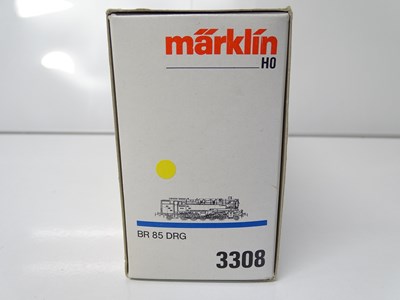 märklin
HO
BR 85 DRG
3308